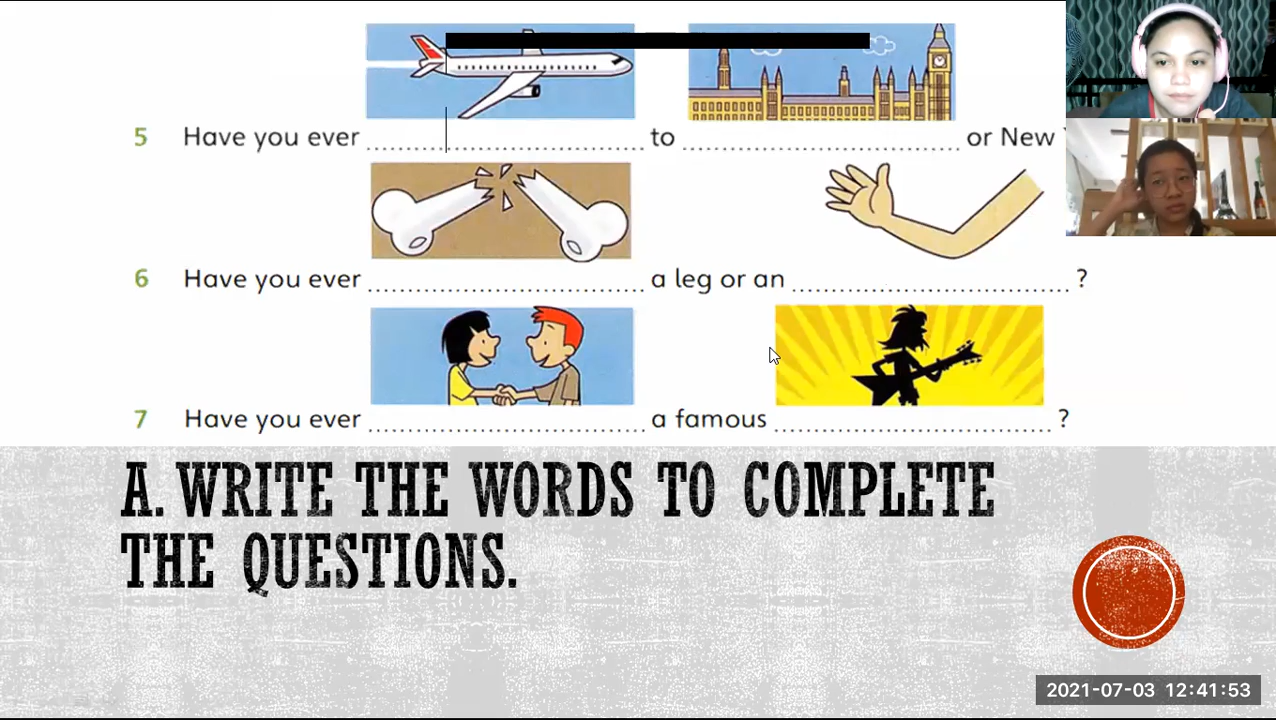 5 Have you ever ........................................ to ........................................ or New
6 Have you ever ........................................ a leg or an ........................................ ?
7 Have you ever ........................................ a famous ........................................ ?
A. WRITE THE WORDS TO COMPLETE
THE QUESTIONS.
2021-07-03 12:41:53